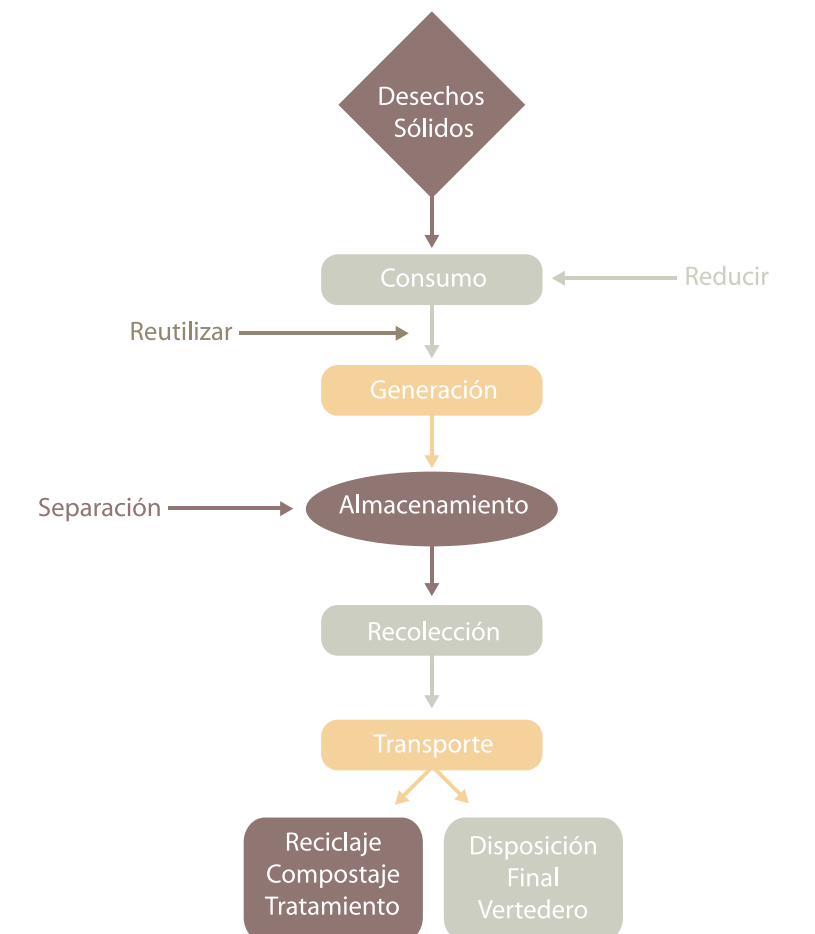 Desechos
Sólidos
Consumo
Reducir
Reutilizar
Generación
Separación
Almacenamiento
Recolección
Transporte
Reciclaje
Compostaje
Tratamiento
Disposición
Final
Vertedero